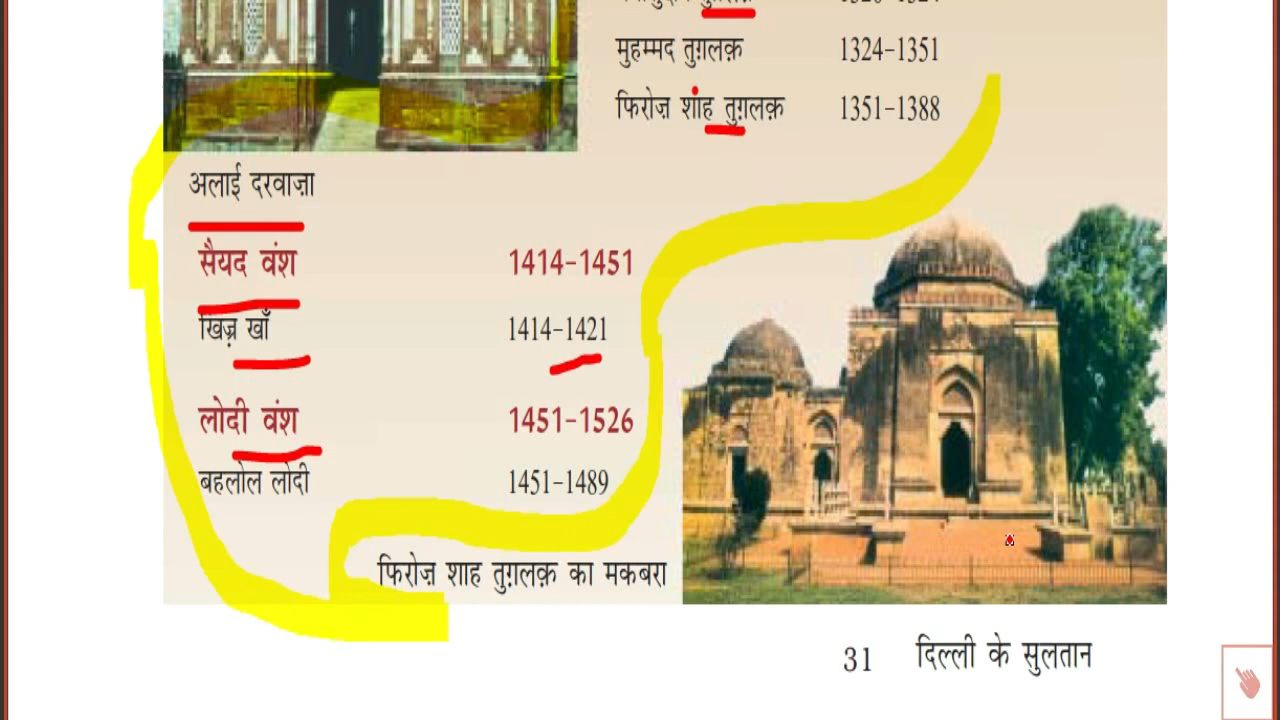 मुहम्मद तुग़लक़ 1324-1351
फिरोज़ शाह तुग़लक़ 1351-1388
अलाई दरवाज़ा
सैयद वंश 1414-1451
खिज़्र खाँ 1414-1421
लोदी वंश 1451-1526
बहलोल लोदी 1451-1489
फिरोज़ शाह तुग़लक़ का मकबरा
31 दिल्ली के सुलतान